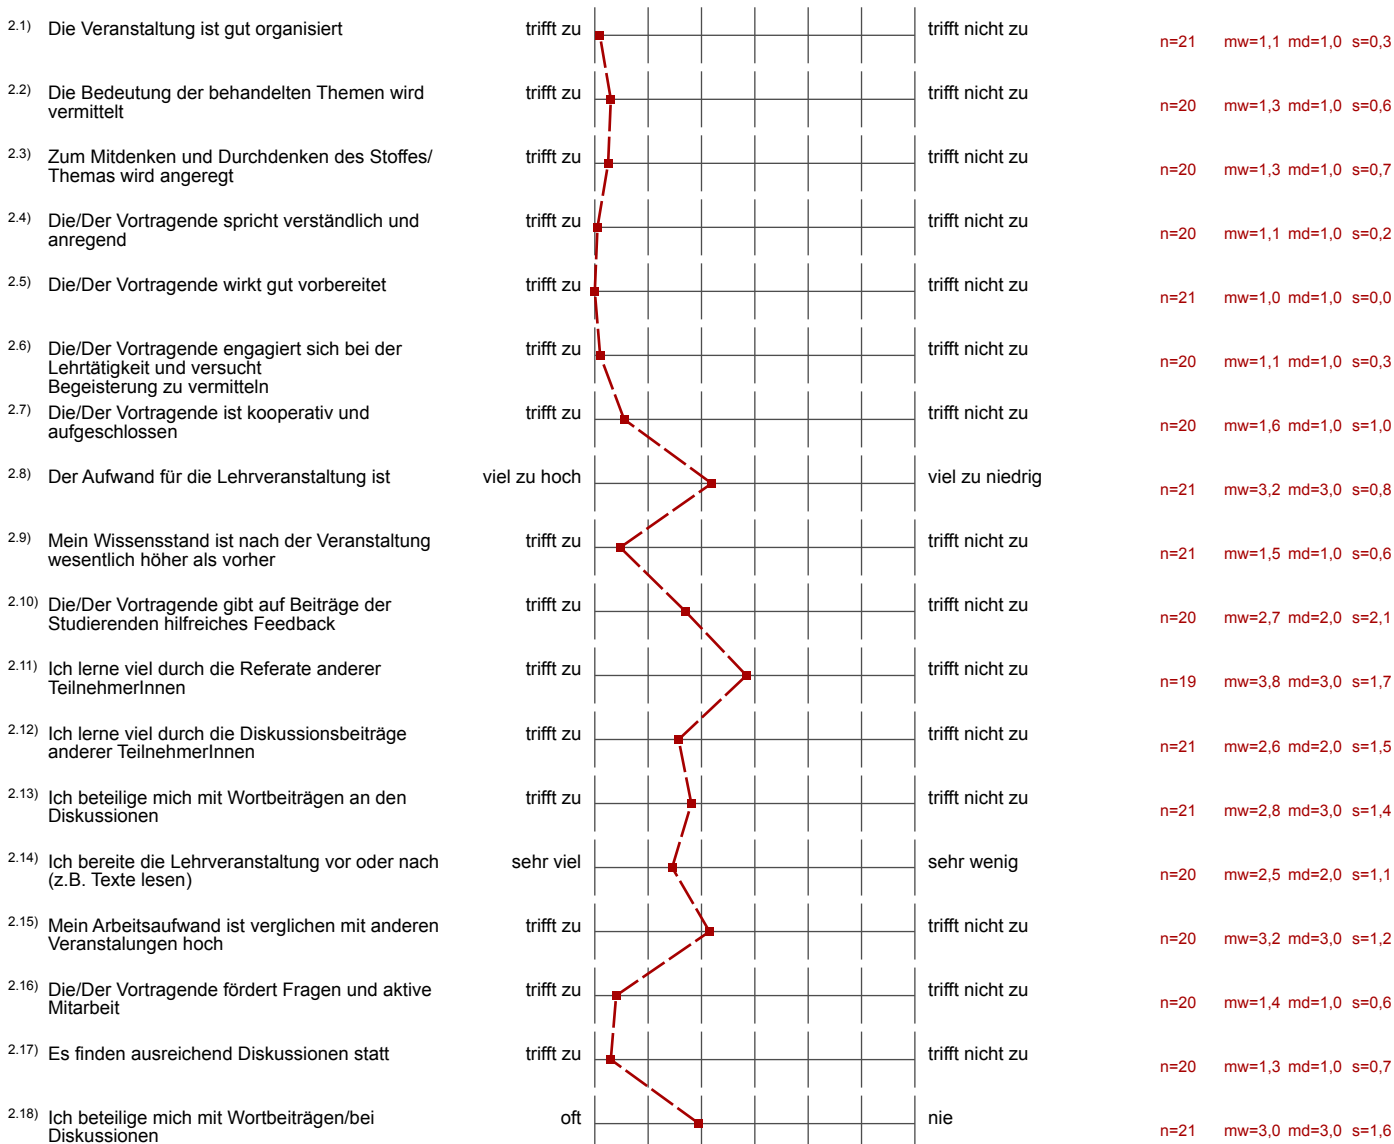 2.1) Die Veranstaltung ist gut organisiert trifft zu trifft nicht zu n=21 mw=1,1 md=1,0 s=0,3
2.2) Die Bedeutung der behandelten Themen wird trifft zu trifft nicht zu n=20 mw=1,3 md=1,0 s=0,6
vermittelt
2.3) Zum Mitdenken und Durchdenken des Stoffes/ trifft zu trifft nicht zu n=20 mw=1,3 md=1,0 s=0,7
Themas wird angeregt
2.4) Die/Der Vortragende spricht verständlich und trifft zu trifft nicht zu n=20 mw=1,1 md=1,0 s=0,2
anregend
2.5) Die/Der Vortragende wirkt gut vorbereitet trifft zu trifft nicht zu n=21 mw=1,0 md=1,0 s=0,0
2.6) Die/Der Vortragende engagiert sich bei der trifft zu trifft nicht zu n=20 mw=1,1 md=1,0 s=0,3
Lehrtätigkeit und versucht
Begeisterung zu vermitteln
2.7) Die/Der Vortragende ist kooperativ und trifft zu trifft nicht zu n=20 mw=1,6 md=1,0 s=1,0
aufgeschlossen
2.8) Der Aufwand für die Lehrveranstaltung ist viel zu hoch viel zu niedrig n=21 mw=3,2 md=3,0 s=0,8
2.9) Mein Wissensstand ist nach der Veranstaltung trifft zu trifft nicht zu n=21 mw=1,5 md=1,0 s=0,6
wesentlich höher als vorher
2.10) Die/Der Vortragende gibt auf Beiträge der trifft zu trifft nicht zu n=20 mw=2,7 md=2,0 s=2,1
Studierenden hilfreiches Feedback
2.11) Ich lerne viel durch die Referate anderer trifft zu trifft nicht zu n=19 mw=3,8 md=3,0 s=1,7
TeilnehmerInnen
2.12) Ich lerne viel durch die Diskussionsbeiträge trifft zu trifft nicht zu n=21 mw=2,6 md=2,0 s=1,5
anderer TeilnehmerInnen
2.13) Ich beteilige mich mit Wortbeiträgen an den trifft zu trifft nicht zu n=21 mw=2,8 md=3,0 s=1,4
Diskussionen
2.14) Ich bereite die Lehrveranstaltung vor oder nach sehr viel sehr wenig n=20 mw=2,5 md=2,0 s=1,1
(z.B. Texte lesen)
2.15) Mein Arbeitsaufwand ist verglichen mit anderen trifft zu trifft nicht zu n=20 mw=3,2 md=3,0 s=1,2
Veranstalungen hoch
2.16) Die/Der Vortragende fördert Fragen und aktive trifft zu trifft nicht zu n=20 mw=1,4 md=1,0 s=0,6
Mitarbeit
2.17) Es finden ausreichend Diskussionen statt trifft zu trifft nicht zu n=20 mw=1,3 md=1,0 s=0,7
2.18) Ich beteilige mich mit Wortbeiträgen/bei oft nie n=21 mw=3,0 md=3,0 s=1,6
Diskussionen